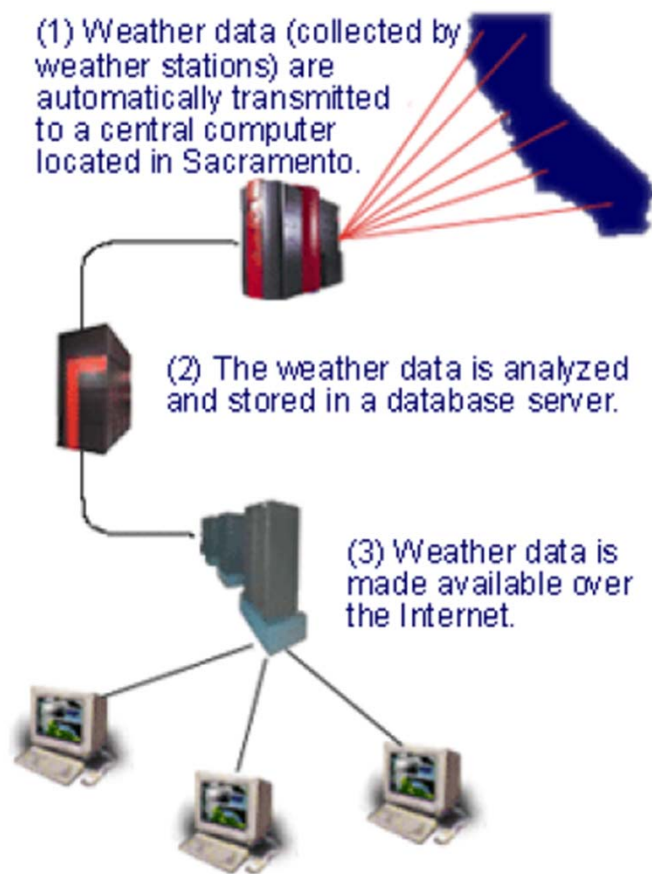 (1) Weather data (collected by
weather stations) are
automatically transmitted
to a central computer
located in Sacramento.
(2) The weather data is analyzed
and stored in a database server.
(3) Weather data is
made available over
the Internet.